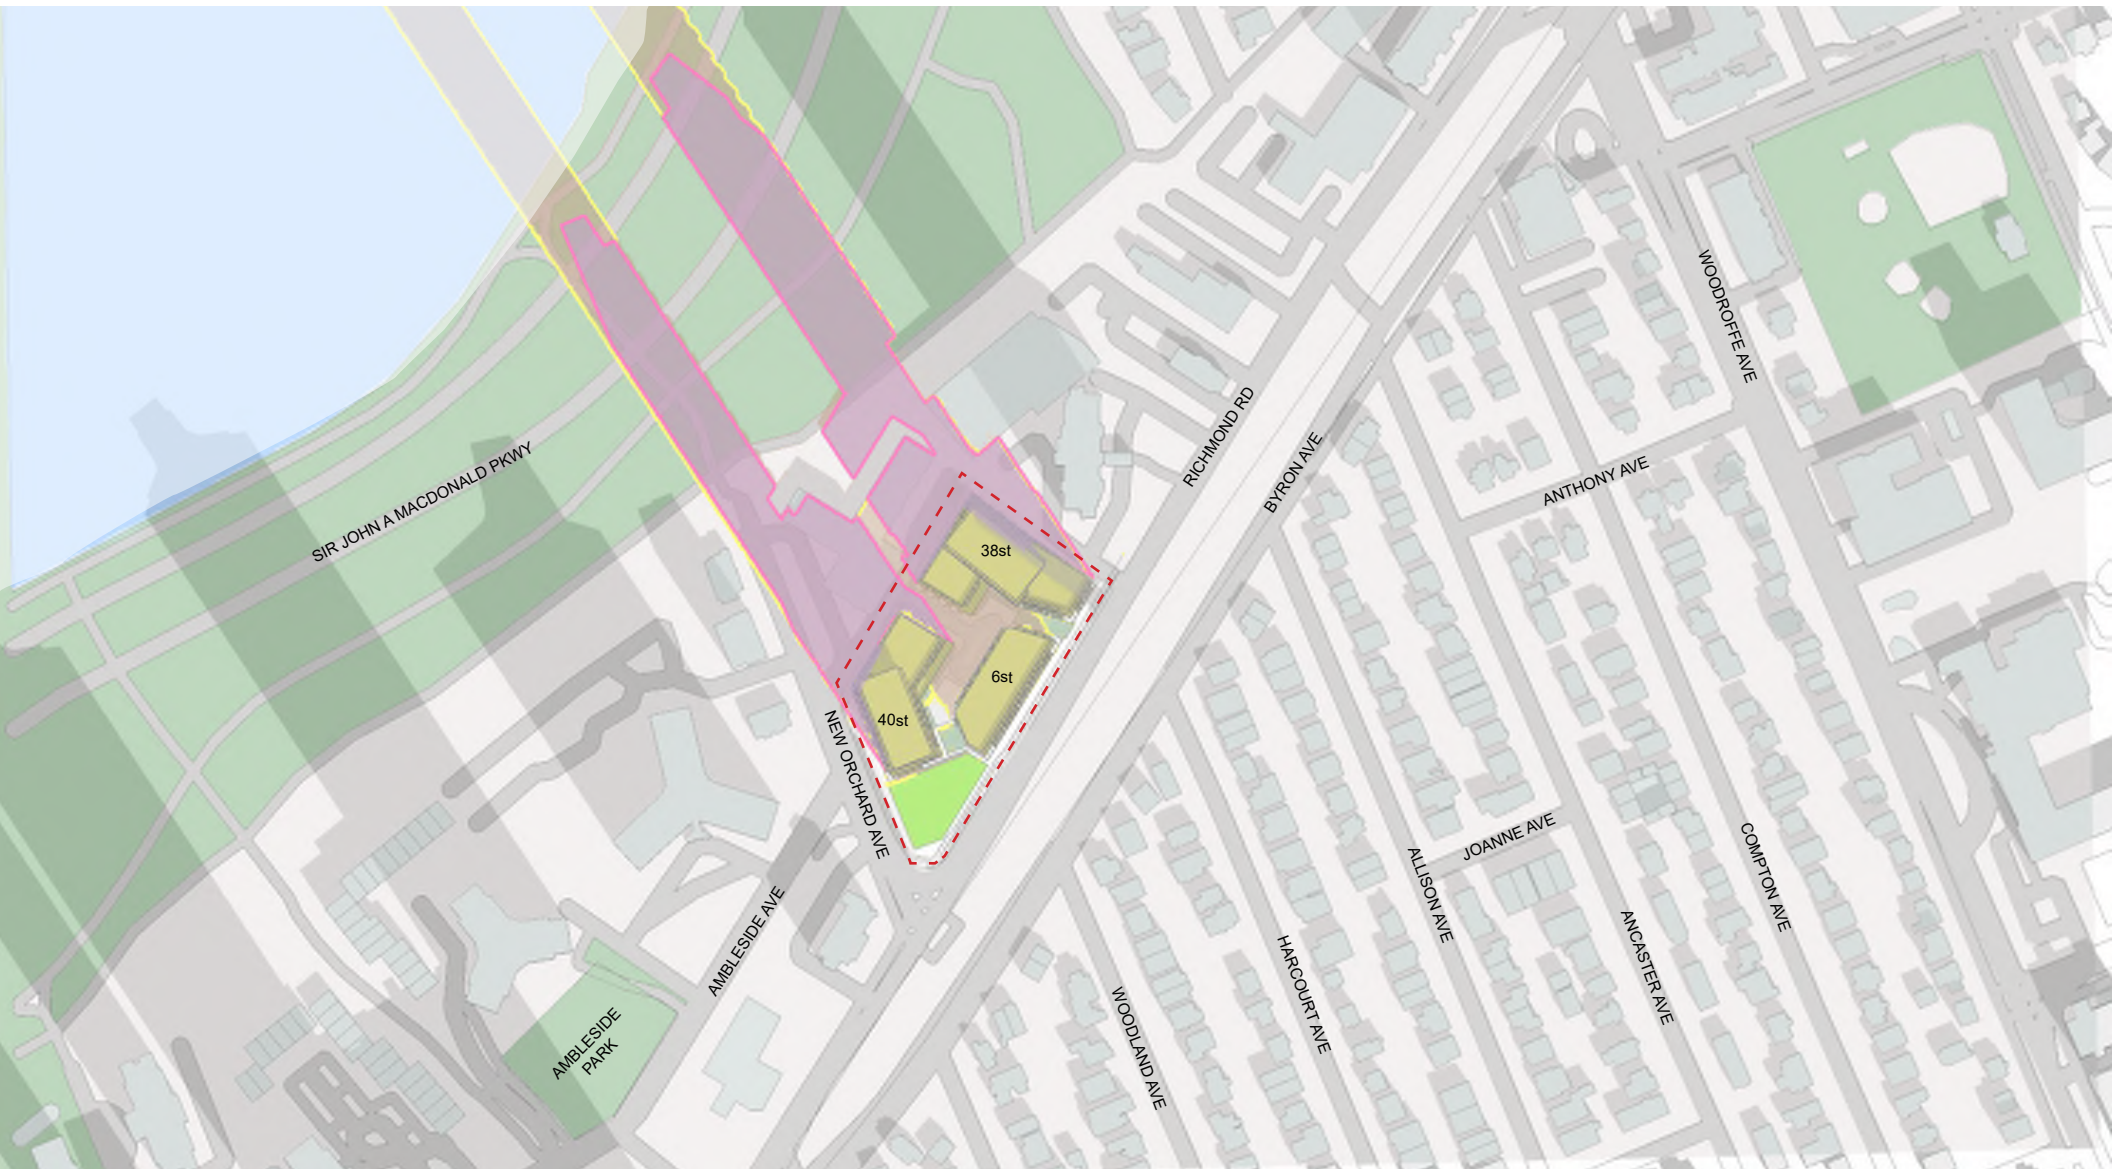 SIR JOHN A MACDONALD PKWY
RICHMOND RD
BYRON AVE
WOODROFFE AVE
ANTHONY AVE
38st
6st
40st
NEW ORCHARD AVE
AMBLESIDE AVE
AMBLESIDE
PARK
WOODLAND AVE
HARCOURT AVE
ALLISON AVE
JOANNE AVE
ANCASTER AVE
COMPTON AVE